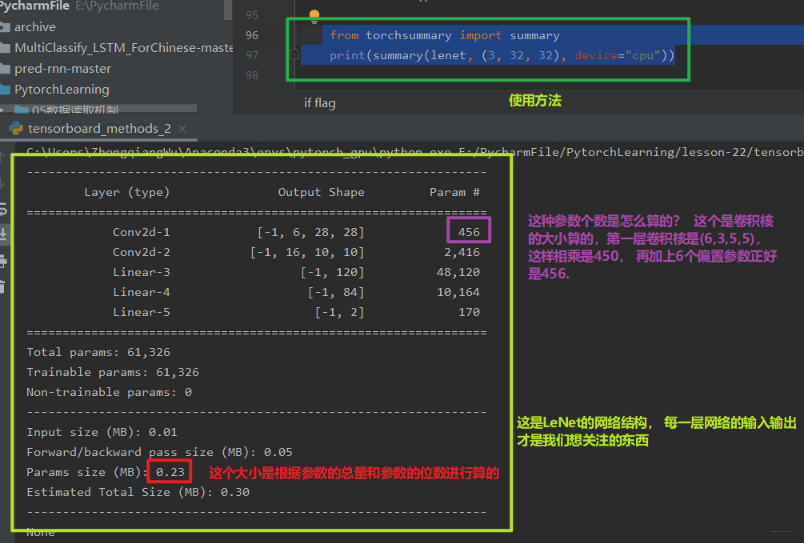 PycharmFile E:\PycharmFile
archive
MultiClassify_LSTM_ForChinese-maste
pred-rnn-master
PytorchLearning
05数据读取机制
95
96 from torchsummary import summary
97 print(summary(lenet, (3, 32, 32), device="cpu"))
98
if flag
使用方法
tensorboard_methods_2
C:\Users\ZhongqiangWu\Anaconda3\envs\pytorch_gpu\python.exe E:/PycharmFile/PytorchLearning/lesson-22/tensorb
----------------------------------------------------------------
Layer (type) Output Shape Param #
================================================================
Conv2d-1 [-1, 6, 28, 28] 456
Conv2d-2 [-1, 16, 10, 10] 2,416
Linear-3 [-1, 120] 48,120
Linear-4 [-1, 84] 10,164
Linear-5 [-1, 2] 170
================================================================
Total params: 61,326
Trainable params: 61,326
Non-trainable params: 0
----------------------------------------------------------------
Input size (MB): 0.01
Forward/backward pass size (MB): 0.05
Params size (MB): 0.23
Estimated Total Size (MB): 0.30
----------------------------------------------------------------
None
这种参数个数是怎么算的？ 这个是卷积核
的大小算的，第一层卷积核是(6,3,5,5)，
这样相乘是450， 再加上6个偏置参数正好
是456.
这是LeNet的网络结构， 每一层网络的输入输出
才是我们想关注的东西
这个大小是根据参数的总量和参数的位数进行算的